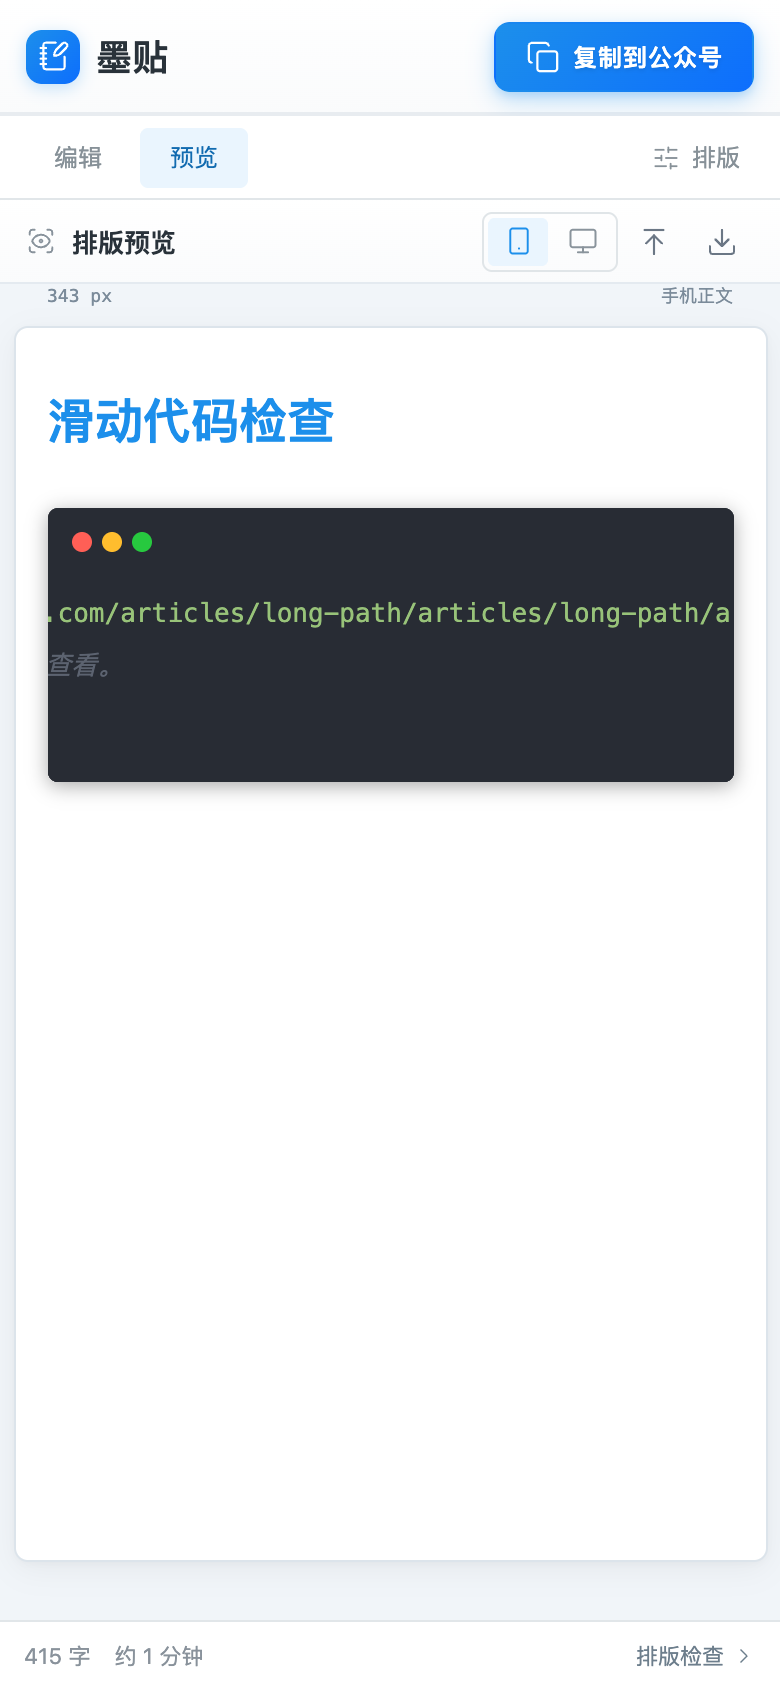 墨贴
复制到公众号
编辑
预览
排版
排版预览
343 px
手机正文
滑动代码检查
.com/articles/long-path/articles/long-path/a
查看。
415 字
约 1 分钟
排版检查